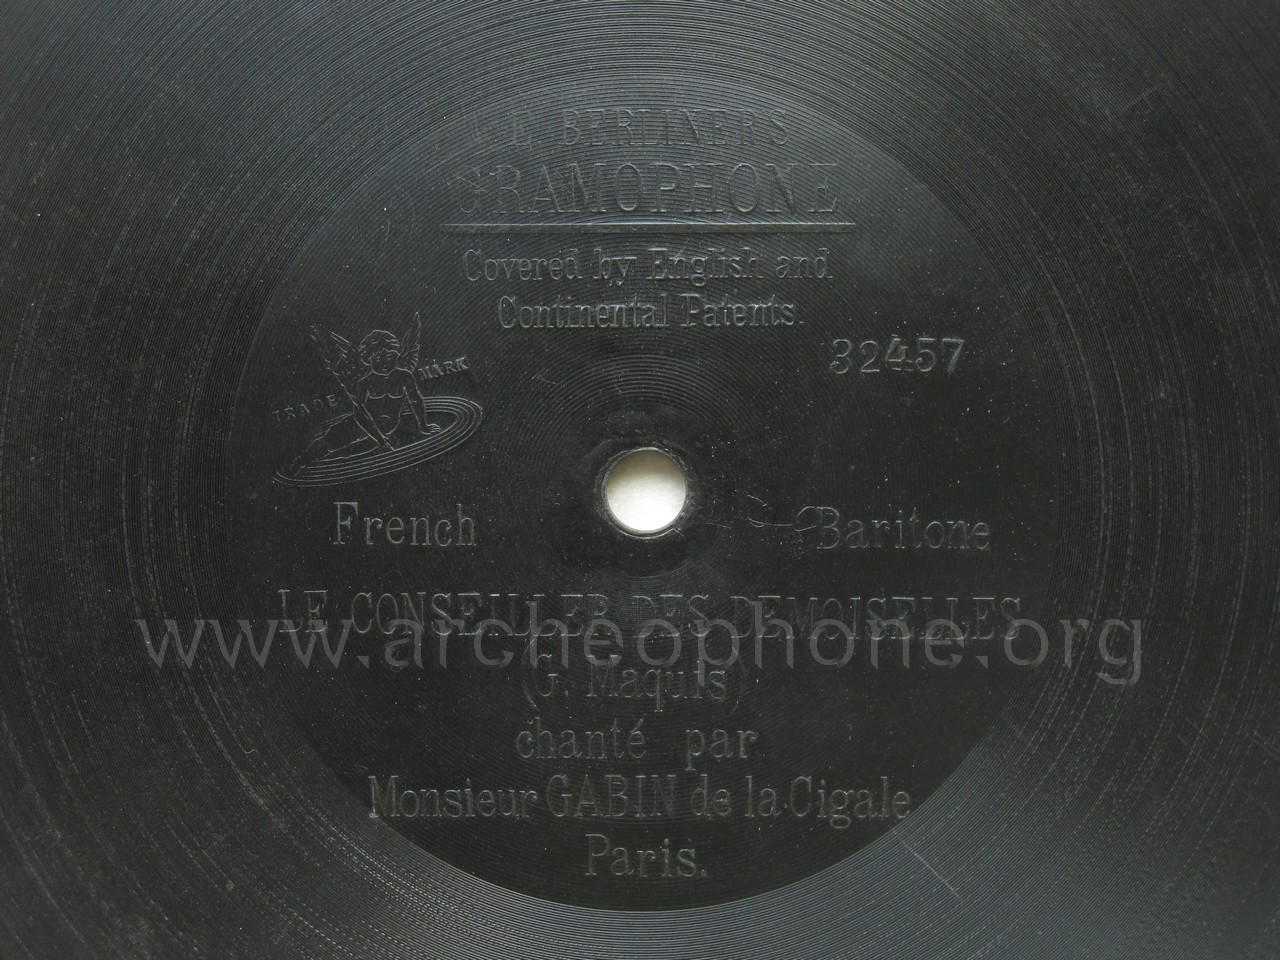 E. BERLINER'S
GRAMOPHONE
Covered by English and
Continental Patents.
32457
TRADE MARK
French Baritone
LE CONSEILLER DES DEMOISELLES
www.archeophone.org
(G. Maquis)
chanté par
Monsieur GABIN de la Cigale
Paris.